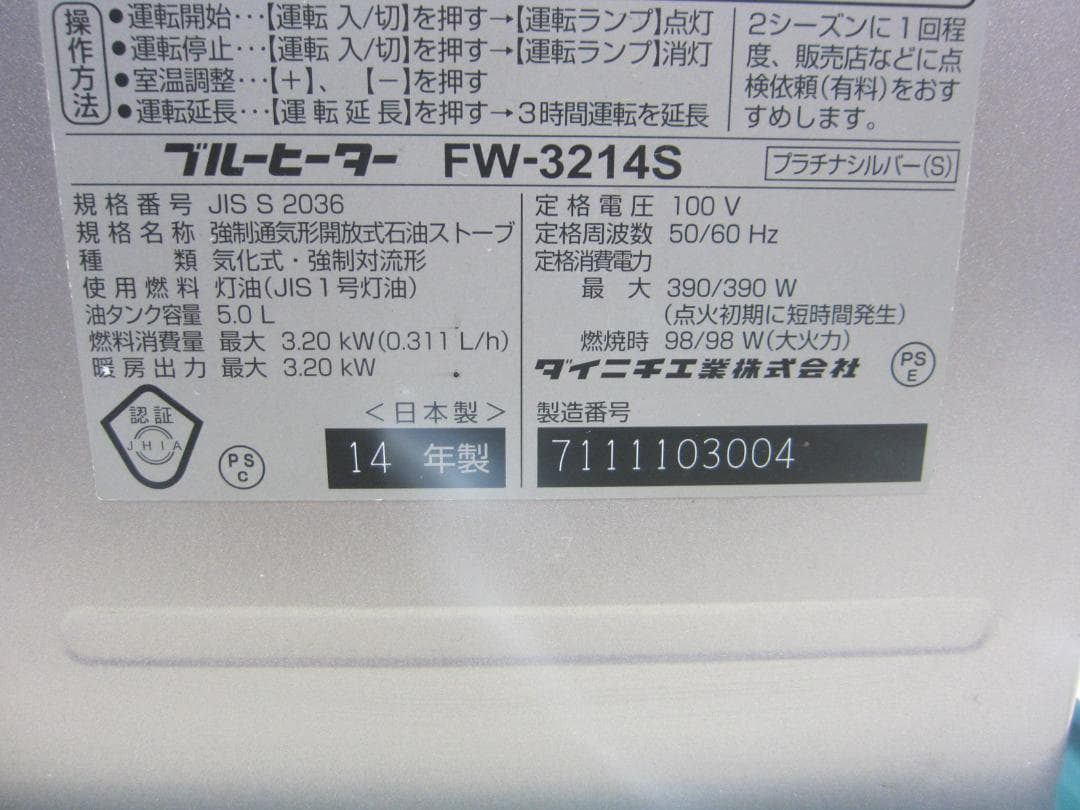 操作方法
●運転開始…【運転 入/切】を押す→【運転ランプ】点灯
●運転停止…【運転 入/切】を押す→【運転ランプ】消灯
●室温調整…【＋】、【－】を押す
●運転延長…【運転延長】を押す→3時間運転を延長
2シーズンに1回程
度、販売店などに点
検依頼(有料)をおす
すめします。
ブルーヒーター FW-3214S プラチナシルバー(S)
規格番号 JIS S 2036
規格名称 強制通気形開放式石油ストーブ
種類 気化式・強制対流形
使用燃料 灯油(JIS1号灯油)
油タンク容量 5.0 L
燃料消費量 最大 3.20 kW(0.311 L/h)
暖房出力 最大 3.20 kW
定格電圧 100 V
定格周波数 50/60 Hz
定格消費電力
最大 390/390 W
(点火初期に短時間発生)
燃焼時 98/98 W(大火力)
ダイニチ工業株式会社
PS
E
認証
JHIA
PS
C
<日本製>
14 年製
製造番号
7111103004